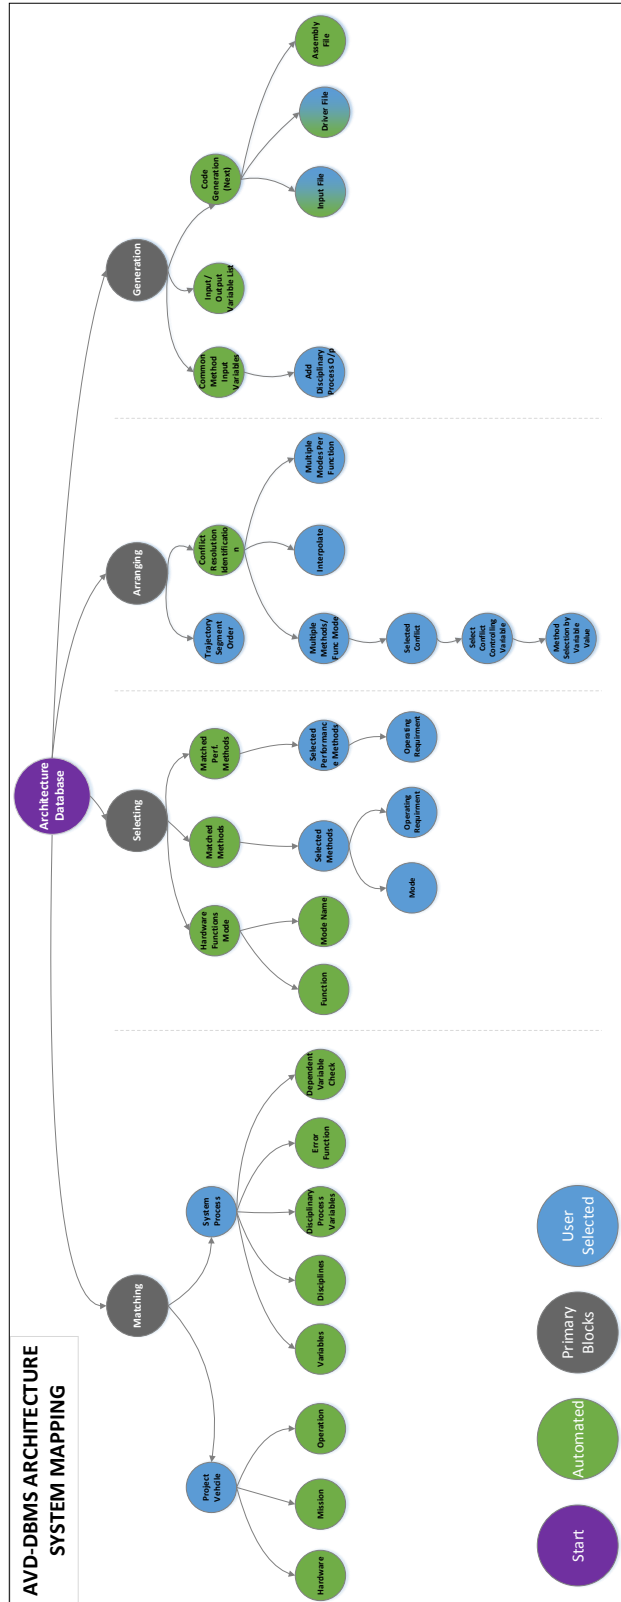 AVD-DBMS ARCHITECTURE
SYSTEM MAPPING
Architecture
Database
Matching
Selecting
Arranging
Generation
Project
Vehcile
System
Process
Hardware
Functions
Mode
Matched
Methods
Matched
Perf.
Methods
Trajectory
Segment
Order
Conflict
Resolution
Identificatio
n
Common
Method
Input
Variables
Input/
Output
Variable List
Code
Generation
(Next)
Hardware
Mission
Operation
Variables
Disciplines
Disciplinary
Process
Variables
Error
Function
Dependent
Variable
Check
Function
Mode Name
Selected
Methods
Selected
Performanc
e Methods
Multiple
Methods/
Func Mode
Interpolate
Multiple
Modes Per
Function
Add
Disciplinary
Process O/p
Input File
Driver File
Assembly
File
Mode
Operating
Requirment
Operating
Requirment
Selected
Conflict
Select
Conflict
Controlling
Variable
Method
Selection by
Variable
Value
Start
Automated
Primary
Blocks
User
Selected